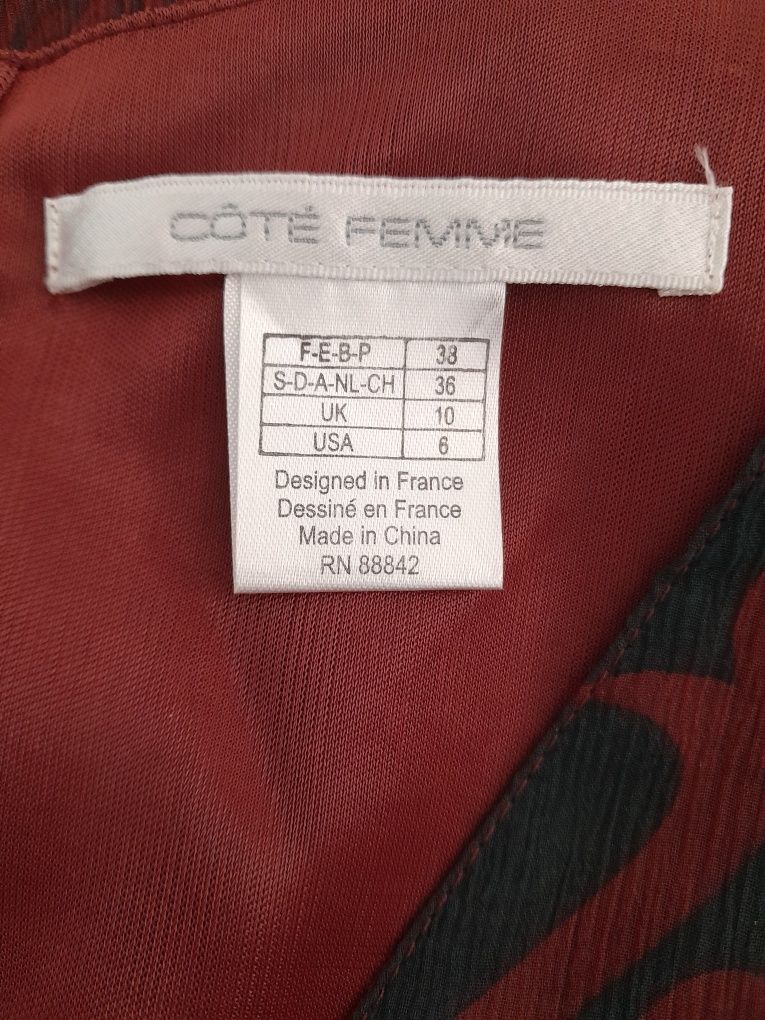 CÔTÉ FEMME
F-E-B-P 38
S-D-A-NL-CH 36
UK 10
USA 6
Designed in France
Dessiné en France
Made in China
RN 88842